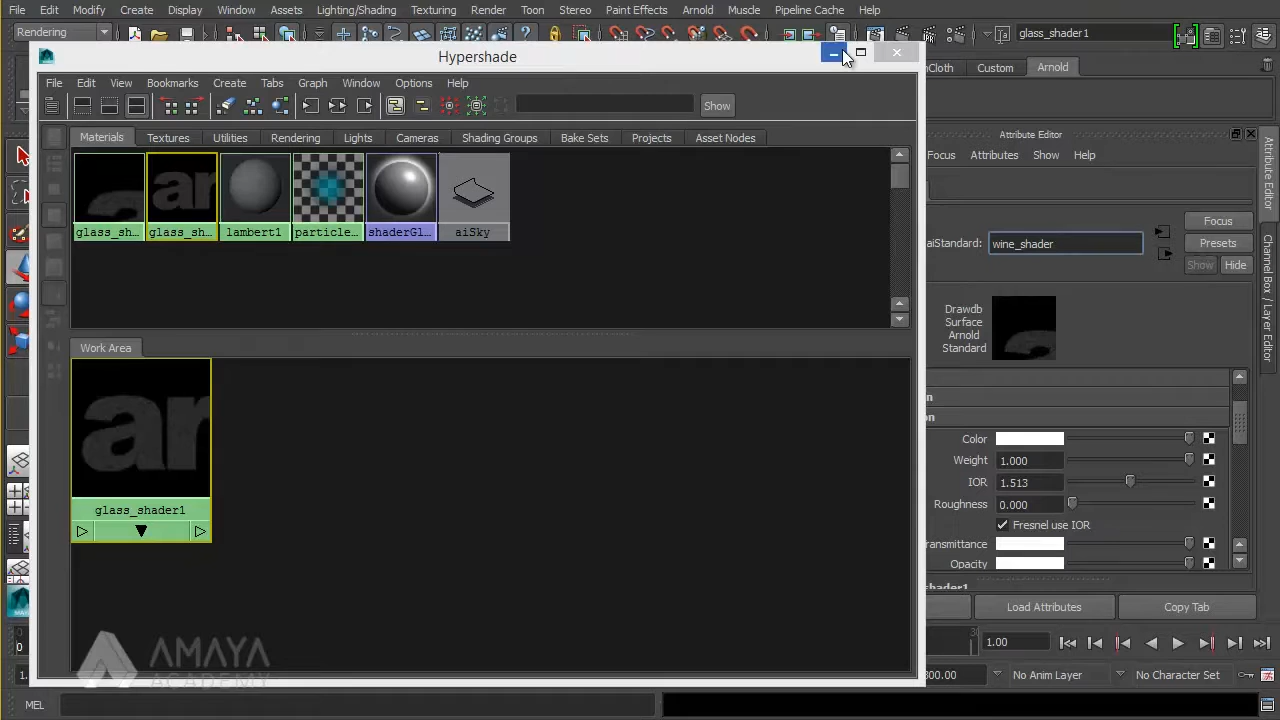 File Edit Modify Create Display Window Assets Lighting/Shading Texturing Render Toon Stereo Paint Effects Arnold Muscle Pipeline Cache Help
Rendering
glass_shader1
Hypershade
Custom Arnold
File Edit View Bookmarks Create Tabs Graph Window Options Help
Show
Attribute Editor
Focus Attributes Show Help
Materials Textures Utilities Rendering Lights Cameras Shading Groups Bake Sets Projects Asset Nodes
glass_sh... glass_sh... lambert1 particle... shaderGl... aiSky
Attribute Editor
Channel Box / Layer Editor
Focus
aiStandard: wine_shader Presets
Show Hide
Drawdb
Surface
Arnold
Standard
Work Area
Color
Weight 1.000
IOR 1.513
Roughness 0.000
Fresnel use IOR
Opacity
glass_shader1
Load Attributes Copy Tab
1.00
No Anim Layer No Character Set
AMAYA
ACADEMY
MEL